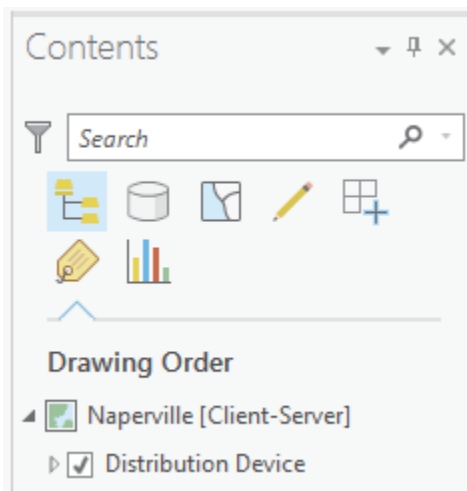 Contents
Search
Drawing Order
Naperville [Client-Server]
Distribution Device